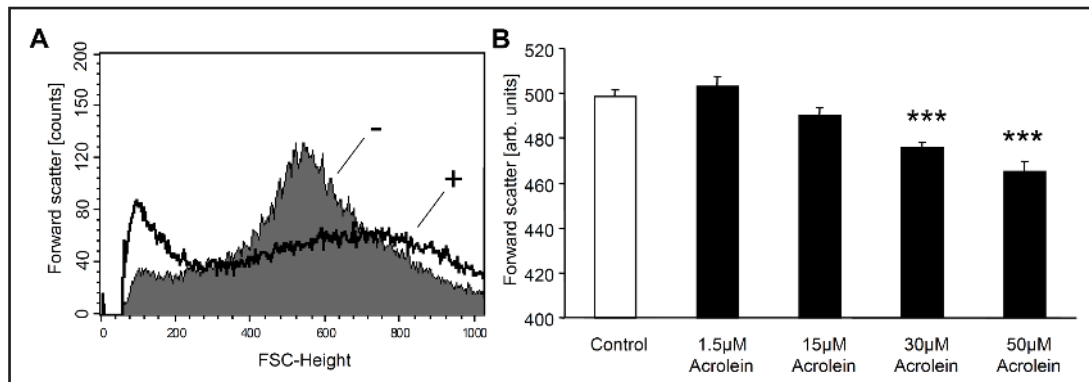 A
Forward scatter [counts]
200
150
120
80
40
0
-
+
0
200
400
600
800
1000
FSC-Height
B
Forward scatter [arb. units]
520
500
480
460
440
420
400
***
***
Control
1.5µM Acrolein
15µM Acrolein
30µM Acrolein
50µM Acrolein